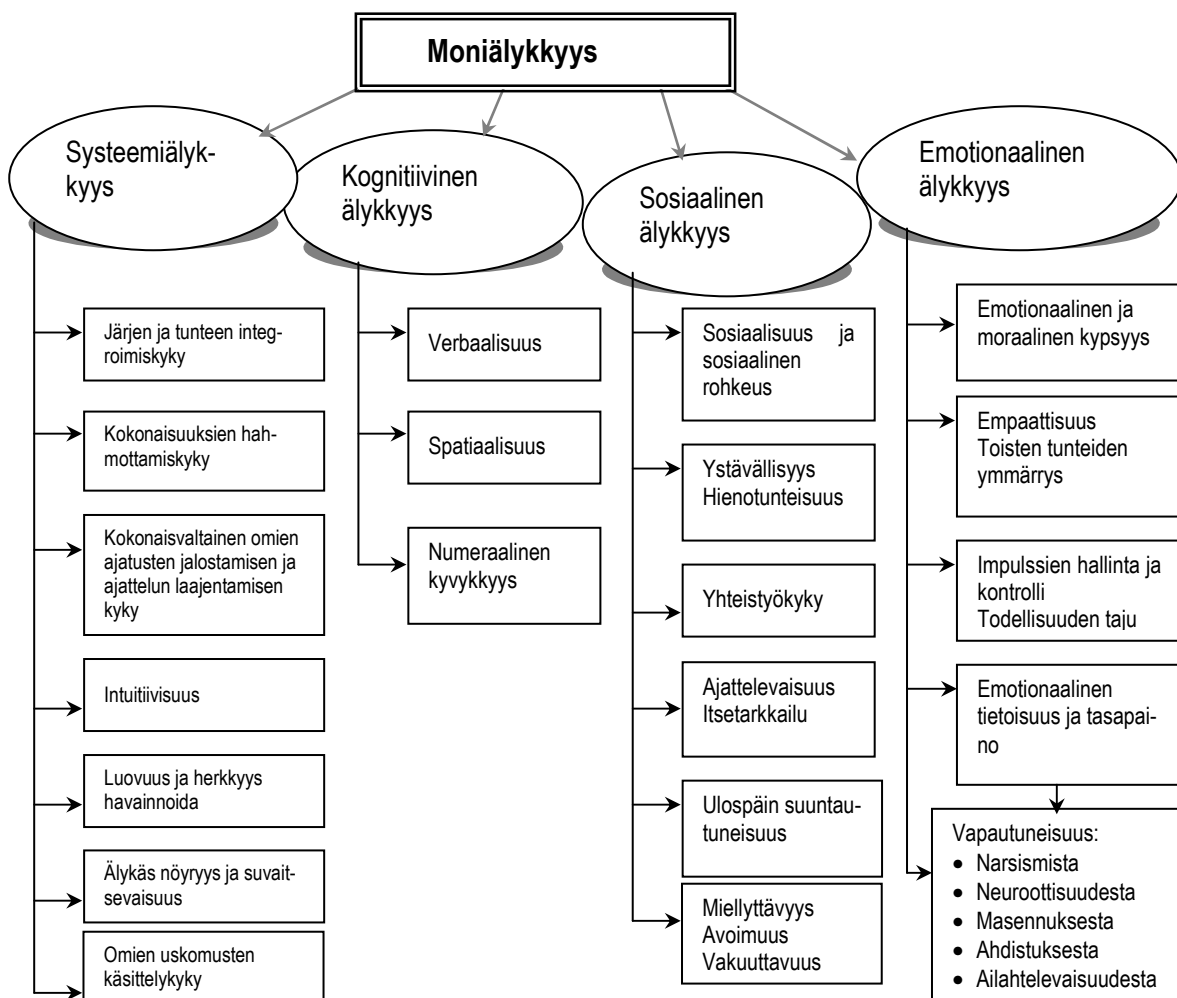 Moniälykkyys
Systeemiälyk-
kyys
Järjen ja tunteen integ-
roimiskyky
Kokonaisuuksien hah-
mottamiskyky
Kokonaisvaltainen omien
ajatusten jalostamisen ja
ajattelun laajentamisen
kyky
Intuitiivisuus
Luovuus ja herkkyys
havainnoida
Älykäs nöyryys ja suvait-
sevaisuus
Omien uskomusten
käsittelykyky
Kognitiivinen
älykkyys
Verbaalisuus
Spatiaalisuus
Numeraalinen
kyvykkyys
Sosiaalinen
älykkyys
Sosiaalisuus ja
sosiaalinen
rohkeus
Ystävällisyys
Hienotunteisuus
Yhteistyökyky
Ajattelevaisuus
Itsetarkkailu
Ulospäin suuntau-
tuneisuus
Miellyttävyys
Avoimuus
Vakuuttavuus
Emotionaalinen
älykkyys
Emotionaalinen ja
moraalinen kypsyys
Empaattisuus
Toisten tunteiden
ymmärrys
Impulssien hallinta ja
kontrolli
Todellisuuden taju
Emotionaalinen
tietoisuus ja tasapai-
no
Vapautuneisuus:
• Narsismista
• Neuroottisuudesta
• Masennuksesta
• Ahdistuksesta
• Ailahtelevaisuudesta